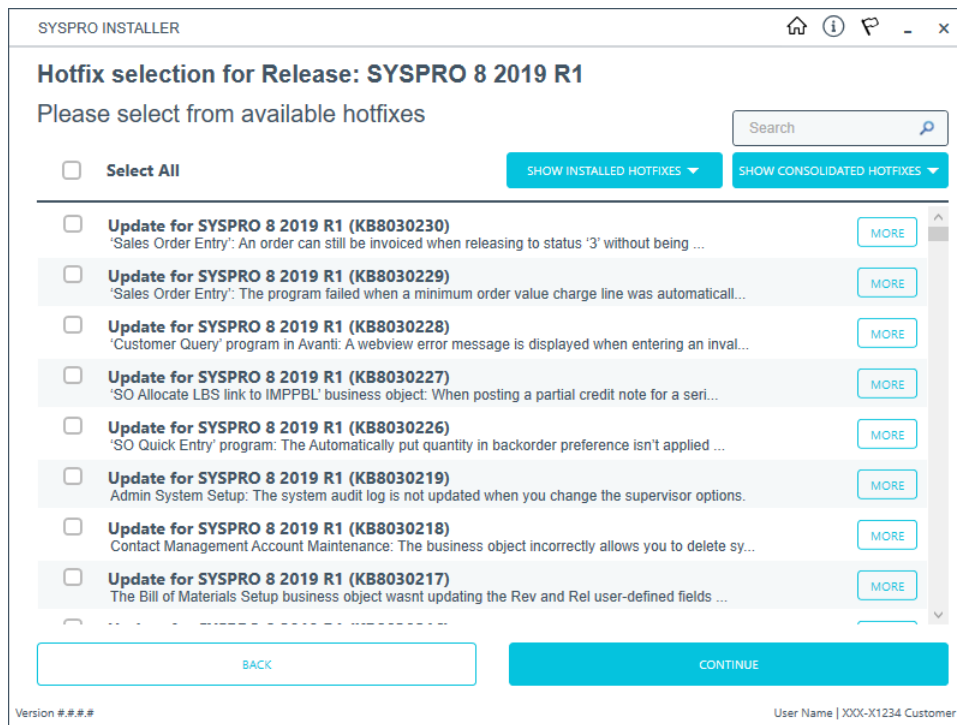 SYSPRO INSTALLER
Hotfix selection for Release: SYSPRO 8 2019 R1
Please select from available hotfixes
Search
Select All
SHOW INSTALLED HOTFIXES
SHOW CONSOLIDATED HOTFIXES
Update for SYSPRO 8 2019 R1 (KB8030230)
‘Sales Order Entry’: An order can still be invoiced when releasing to status ‘3’ without being ...
MORE
Update for SYSPRO 8 2019 R1 (KB8030229)
‘Sales Order Entry’: The program failed when a minimum order value charge line was automaticall...
MORE
Update for SYSPRO 8 2019 R1 (KB8030228)
‘Customer Query’ program in Avanti: A webview error message is displayed when entering an inval...
MORE
Update for SYSPRO 8 2019 R1 (KB8030227)
‘SO Allocate LBS link to IMPPBL’ business object: When posting a partial credit note for a seri...
MORE
Update for SYSPRO 8 2019 R1 (KB8030226)
‘SO Quick Entry’ program: The Automatically put quantity in backorder preference isn’t applied ...
MORE
Update for SYSPRO 8 2019 R1 (KB8030219)
Admin System Setup: The system audit log is not updated when you change the supervisor options.
MORE
Update for SYSPRO 8 2019 R1 (KB8030218)
Contact Management Account Maintenance: The business object incorrectly allows you to delete sy...
MORE
Update for SYSPRO 8 2019 R1 (KB8030217)
The Bill of Materials Setup business object wasnt updating the Rev and Rel user-defined fields ...
MORE
BACK
CONTINUE
Version #.#.#.#
User Name | XXX-X1234 Customer